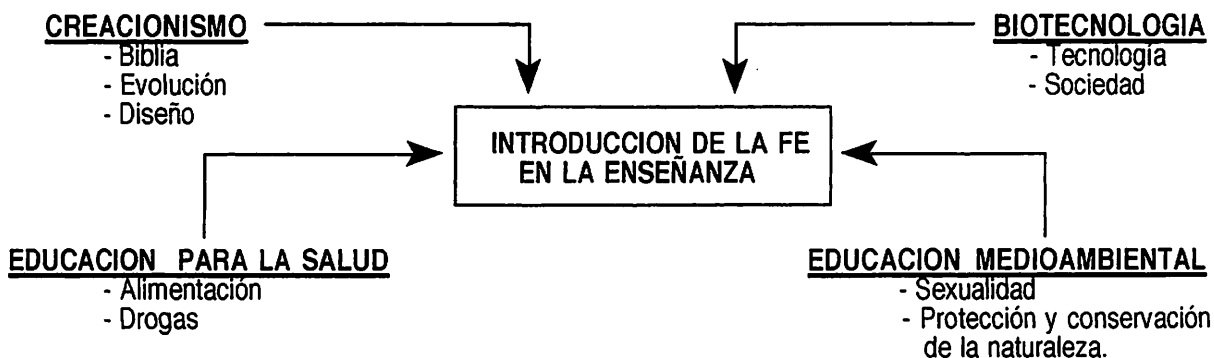 CREACIONISMO
- Biblia
- Evolución
- Diseño
BIOTECNOLOGIA
- Tecnología
- Sociedad
INTRODUCCION DE LA FE
EN LA ENSEÑANZA
EDUCACION PARA LA SALUD
- Alimentación
- Drogas
EDUCACION MEDIOAMBIENTAL
- Sexualidad
- Protección y conservación
de la naturaleza.